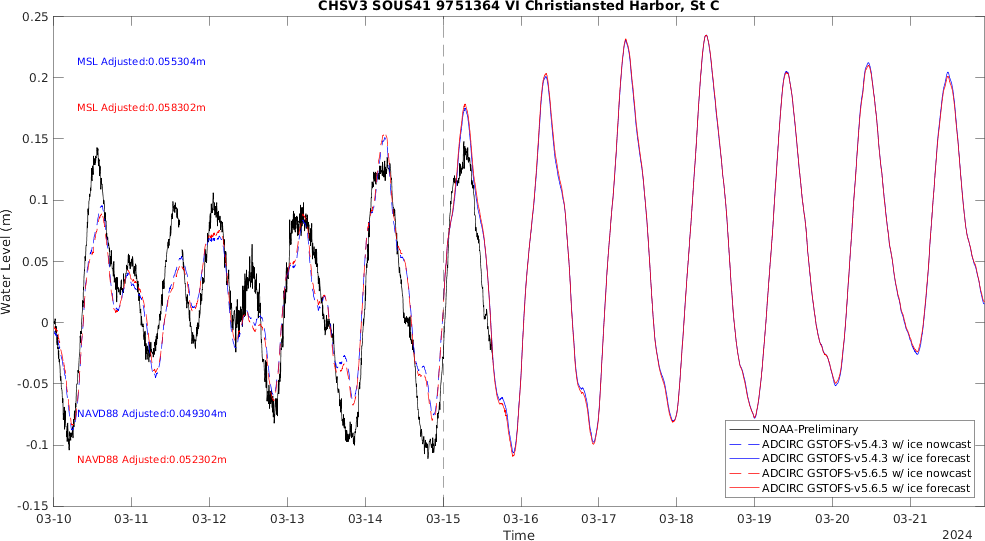 CHSV3 SOUS41 9751364 VI Christiansted Harbor, St C
0.25
0.2
0.15
0.1
0.05
0
-0.05
-0.1
-0.15
Water Level (m)
MSL Adjusted:0.055304m
MSL Adjusted:0.058302m
NAVD88 Adjusted:0.049304m
NAVD88 Adjusted:0.052302m
NOAA-Preliminary
ADCIRC GSTOFS-v5.4.3 w/ ice nowcast
ADCIRC GSTOFS-v5.4.3 w/ ice forecast
ADCIRC GSTOFS-v5.6.5 w/ ice nowcast
ADCIRC GSTOFS-v5.6.5 w/ ice forecast
03-10 03-11 03-12 03-13 03-14 03-15 03-16 03-17 03-18 03-19 03-20 03-21
Time
2024